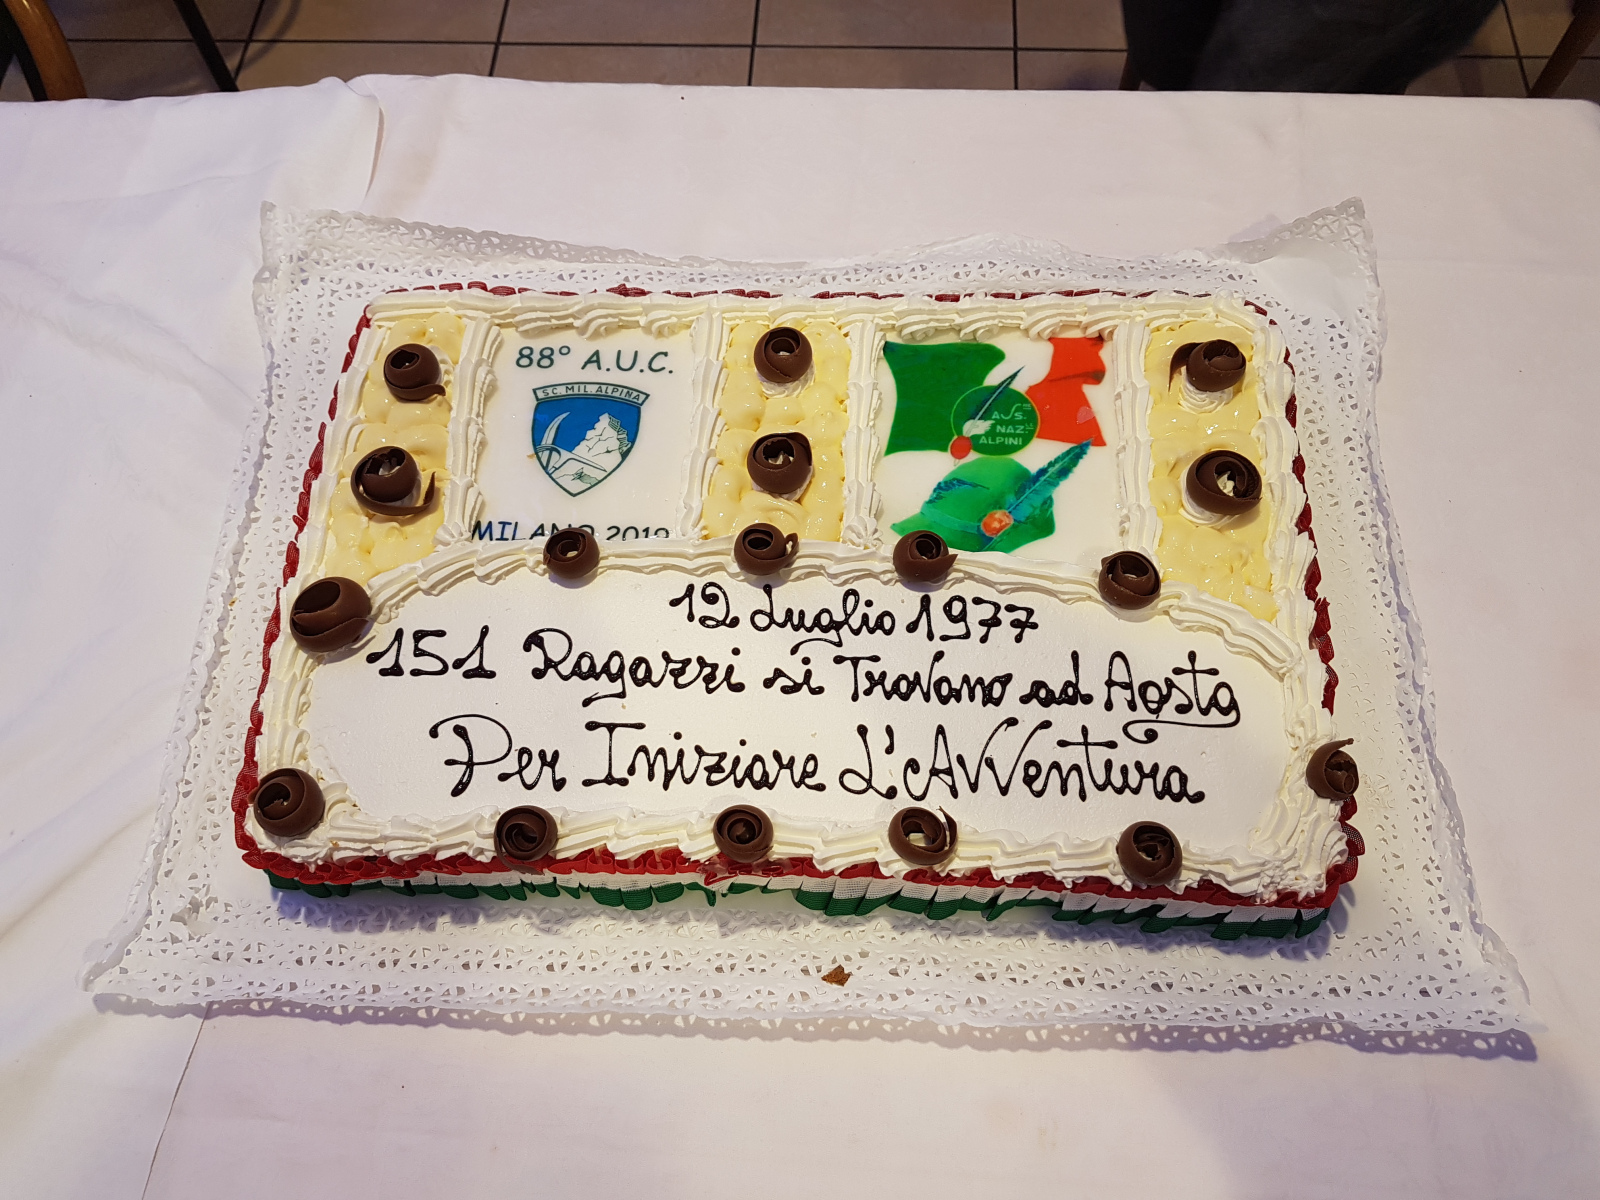 88° A.U.C.
SC. MIL. ALPINA
MILANO 2019
ASS.
NAZ.LE
ALPINI
12 Luglio 1977
151 Ragazzi si Trovano ad Aosta
Per Iniziare L'Avventura